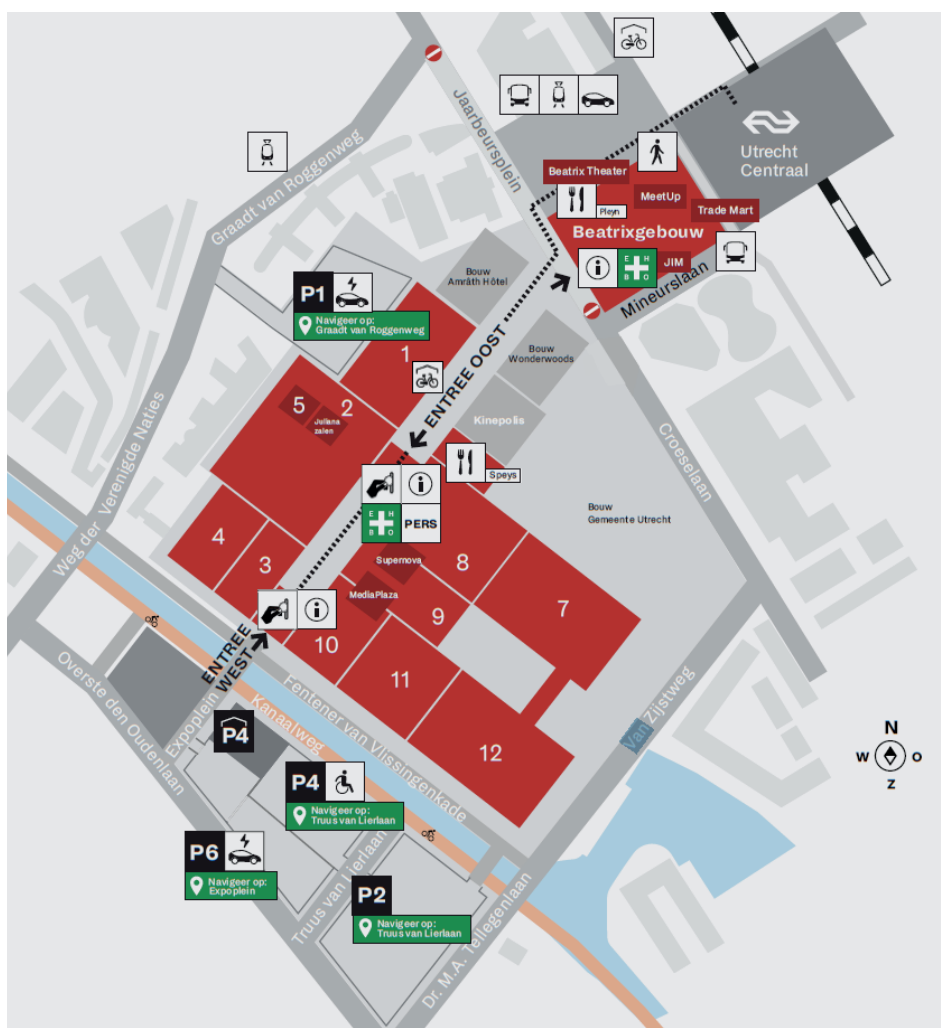 Utrecht
Centraal
Jaarbeursplein
Graadt van Roggenweg
Beatrix Theater
MeetUp
Pleyn
Trade Mart
Beatrixgebouw
i
E H
B O
JIM
Mineurslaan
Bouw
Amrâth Hôtel
P1
Navigeer op:
Graadt van Roggenweg
1
ENTREE OOST
Bouw
Wonderwoods
Kinepolis
5
2
Juliana
zalen
Croeselaan
Speys
i
E H
B O
PERS
Bouw
Gemeente Utrecht
Weg der Verenigde Naties
4
3
Supernova
8
MediaPlaza
7
i
9
10
ENTREE
WEST
11
12
Fentener van Vlissingenkade
Kanaalweg
Overste den Oudenlaan
Expoplein
Van Zijstweg
N
W O
Z
P4
P4
Navigeer op:
Truus van Lierlaan
P6
Navigeer op:
Expoplein
Truus van Lierlaan
P2
Navigeer op:
Truus van Lierlaan
Dr. M.A. Tellegenlaan